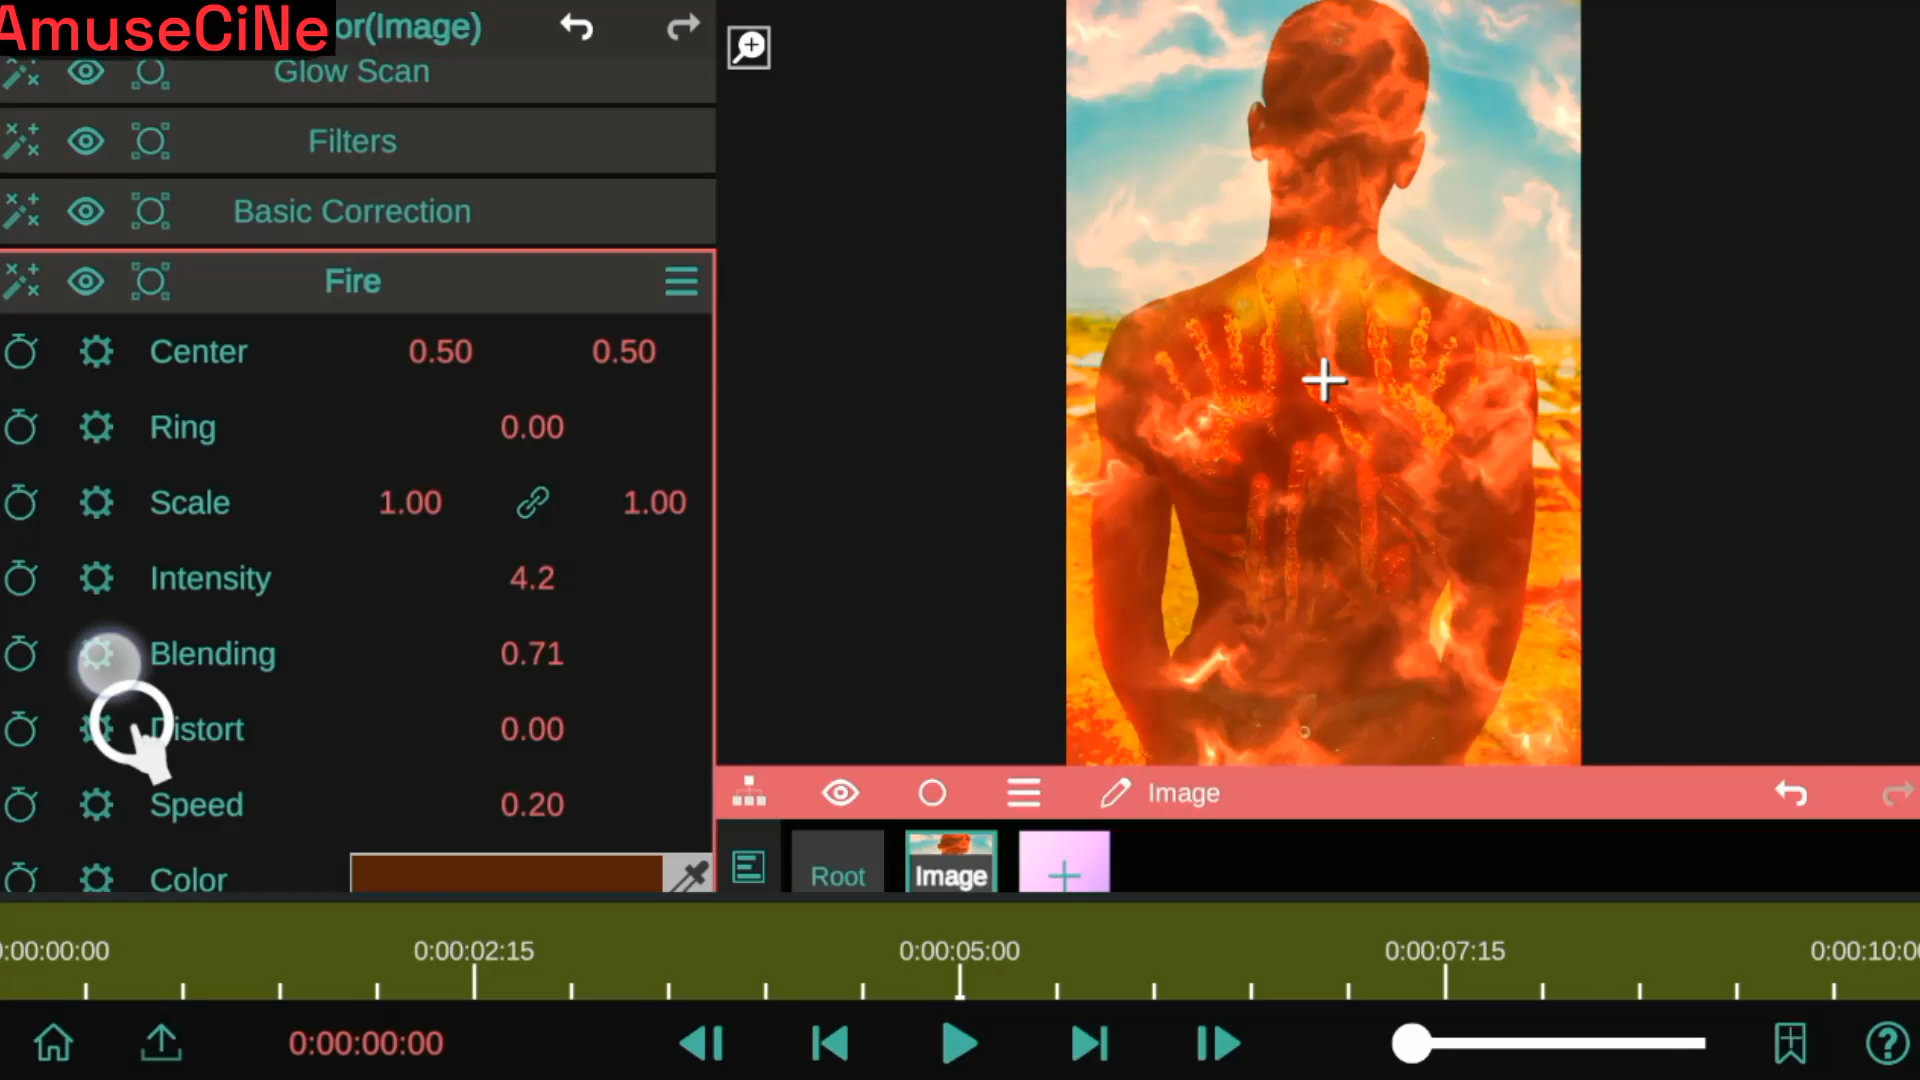 AmuseCiNe
or(Image)
Glow Scan
Filters
Basic Correction
Fire
Center 0.50 0.50
Ring 0.00
Scale 1.00 1.00
Intensity 4.2
Blending 0.71
Distort 0.00
Speed 0.20
Color
Image
Root
Image
0:00:00:00 0:00:02:15 0:00:05:00 0:00:07:15 0:00:10:00
0:00:00:00